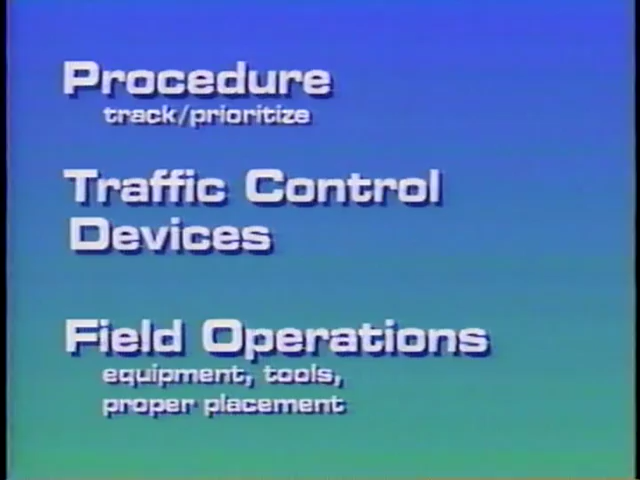 Procedure
track/prioritize
Traffic Control
Devices
Field Operations
equipment, tools,
proper placement